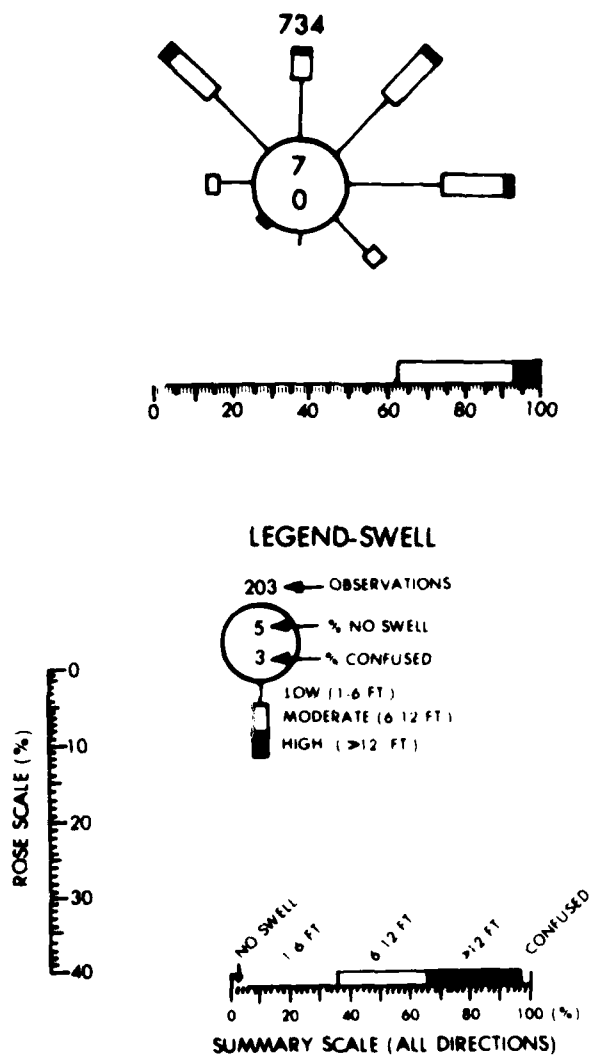 734
7
0
0 20 40 60 80 100
LEGEND-SWELL
203 OBSERVATIONS
5 % NO SWELL
3 % CONFUSED
LOW (1-6 FT)
MODERATE (6 12 FT)
HIGH (>12 FT)
ROSE SCALE (%)
0
10
20
30
40
NO SWELL
1 6 FT
6 12 FT
>12 FT
CONFUSED
0 20 40 60 80 100 (%)
SUMMARY SCALE (ALL DIRECTIONS)